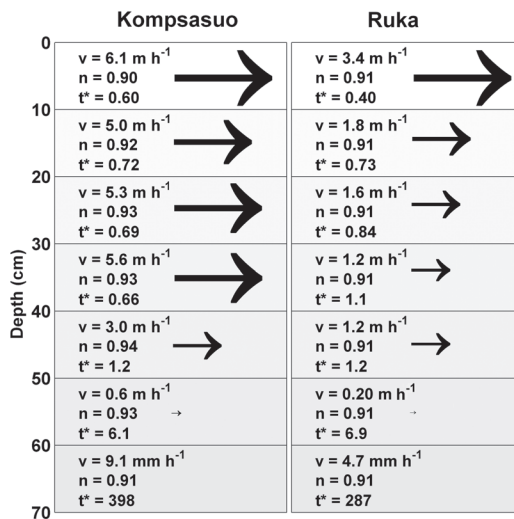 Kompsasuo
Ruka
Depth (cm)
0
10
20
30
40
50
60
70
v = 6.1 m h⁻¹
n = 0.90
t* = 0.60
v = 5.0 m h⁻¹
n = 0.92
t* = 0.72
v = 5.3 m h⁻¹
n = 0.93
t* = 0.69
v = 5.6 m h⁻¹
n = 0.93
t* = 0.66
v = 3.0 m h⁻¹
n = 0.94
t* = 1.2
v = 0.6 m h⁻¹
n = 0.93
t* = 6.1
v = 9.1 mm h⁻¹
n = 0.91
t* = 398
v = 3.4 m h⁻¹
n = 0.91
t* = 0.40
v = 1.8 m h⁻¹
n = 0.91
t* = 0.73
v = 1.6 m h⁻¹
n = 0.91
t* = 0.84
v = 1.2 m h⁻¹
n = 0.91
t* = 1.1
v = 1.2 m h⁻¹
n = 0.91
t* = 1.2
v = 0.20 m h⁻¹
n = 0.91
t* = 6.9
v = 4.7 mm h⁻¹
n = 0.91
t* = 287